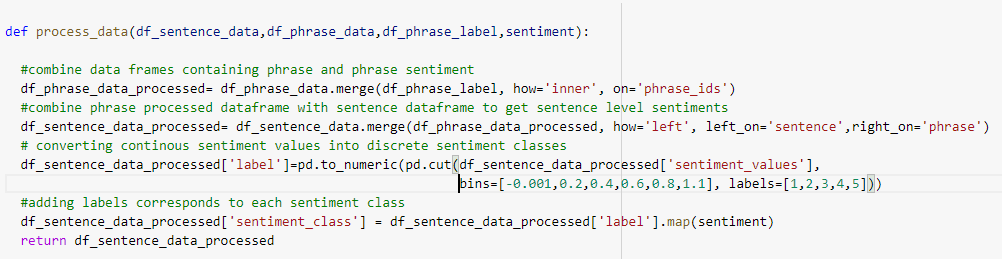 def process_data(df_sentence_data,df_phrase_data,df_phrase_label,sentiment):
#combine data frames containing phrase and phrase sentiment
df_phrase_data_processed= df_phrase_data.merge(df_phrase_label, how='inner', on='phrase_ids')
#combine phrase processed dataframe with sentence dataframe to get sentence level sentiments
df_sentence_data_processed= df_sentence_data.merge(df_phrase_data_processed, how='left', left_on='sentence',right_on='phrase')
# converting continous sentiment values into discrete sentiment classes
df_sentence_data_processed['label']=pd.to_numeric(pd.cut(df_sentence_data_processed['sentiment_values'],
bins=[-0.001,0.2,0.4,0.6,0.8,1.1], labels=[1,2,3,4,5]))
#adding labels corresponds to each sentiment class
df_sentence_data_processed['sentiment_class'] = df_sentence_data_processed['label'].map(sentiment)
return df_sentence_data_processed